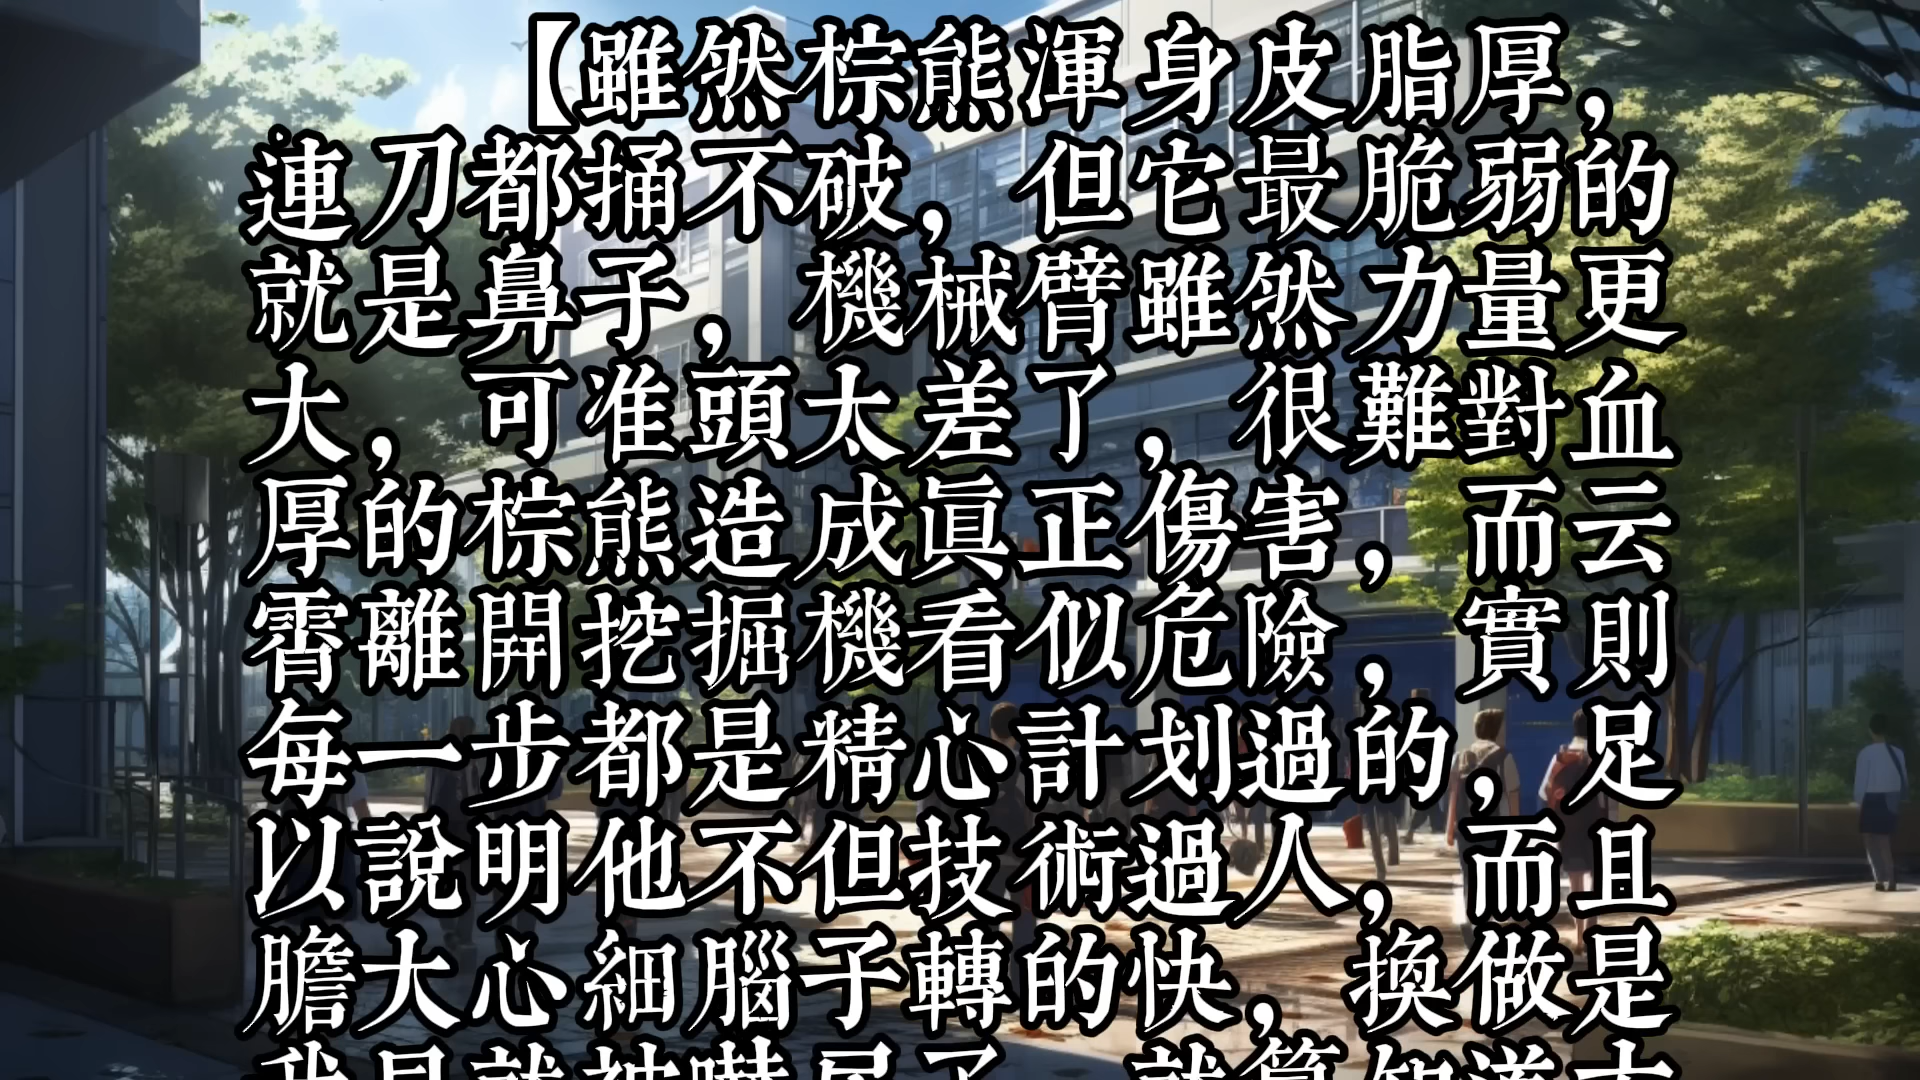 【雖然棕熊渾身皮脂厚，
連刀都捅不破，但它最脆弱的
就是鼻子，機械臂雖然力量更
大，可准頭太差了，很難對血
厚的棕熊造成眞正傷害，而云
霄離開挖掘機看似危險，實則
每一步都是精心計划過的，足
以說明他不但技術過人，而且
膽大心細腦子轉的快，換做是